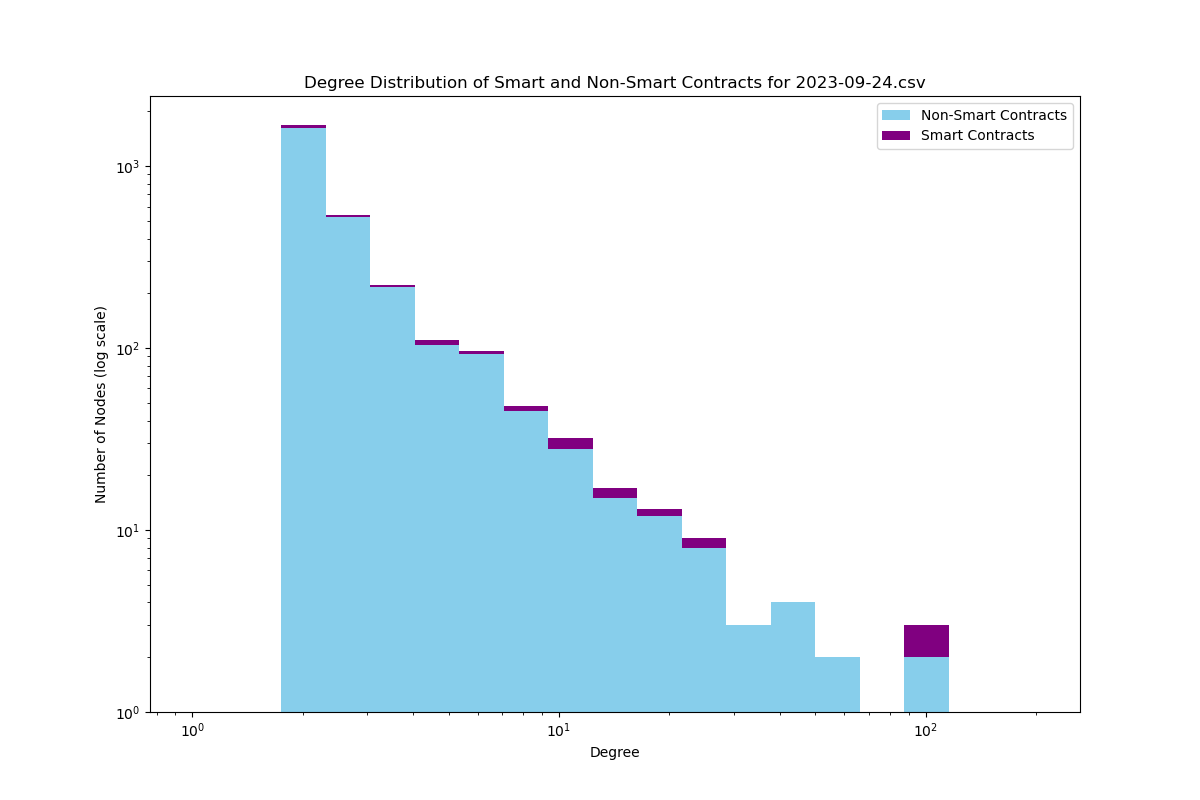 Degree Distribution of Smart and Non-Smart Contracts for 2023-09-24.csv
Non-Smart Contracts
Smart Contracts
Number of Nodes (log scale)
10³
10²
10¹
10⁰
10⁰ 10¹ 10²
Degree